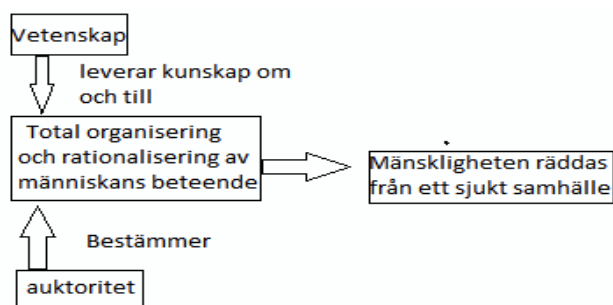 Vetenskap
leverar kunskap om
och till
Total organisering
och rationalisering av
människans beteende
Mänskligheten räddas
från ett sjukt samhälle
Bestämmer
auktoritet